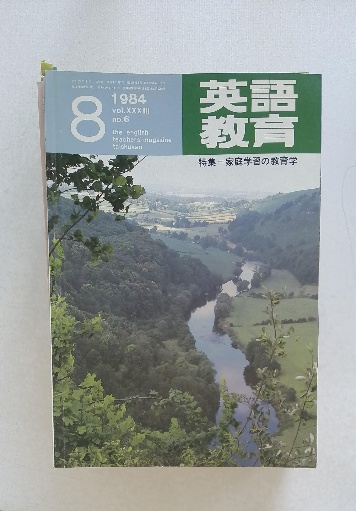 8
1984
vol. XXXIII
no.6
the english
teachers magazine
taishukan
英語
教育
特集—家庭学習の教育学